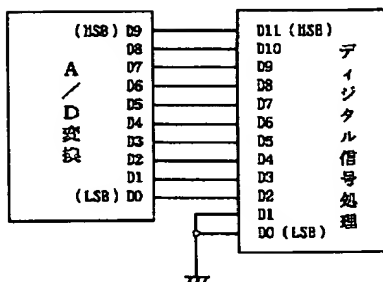 (MSB) D9
D8
D7
D6
D5
D4
D3
D2
D1
(LSB) D0
A/D変換
D11 (MSB)
D10
D9
D8
D7
D6
D5
D4
D3
D2
D1
D0 (LSB)
ディジタル信号処理